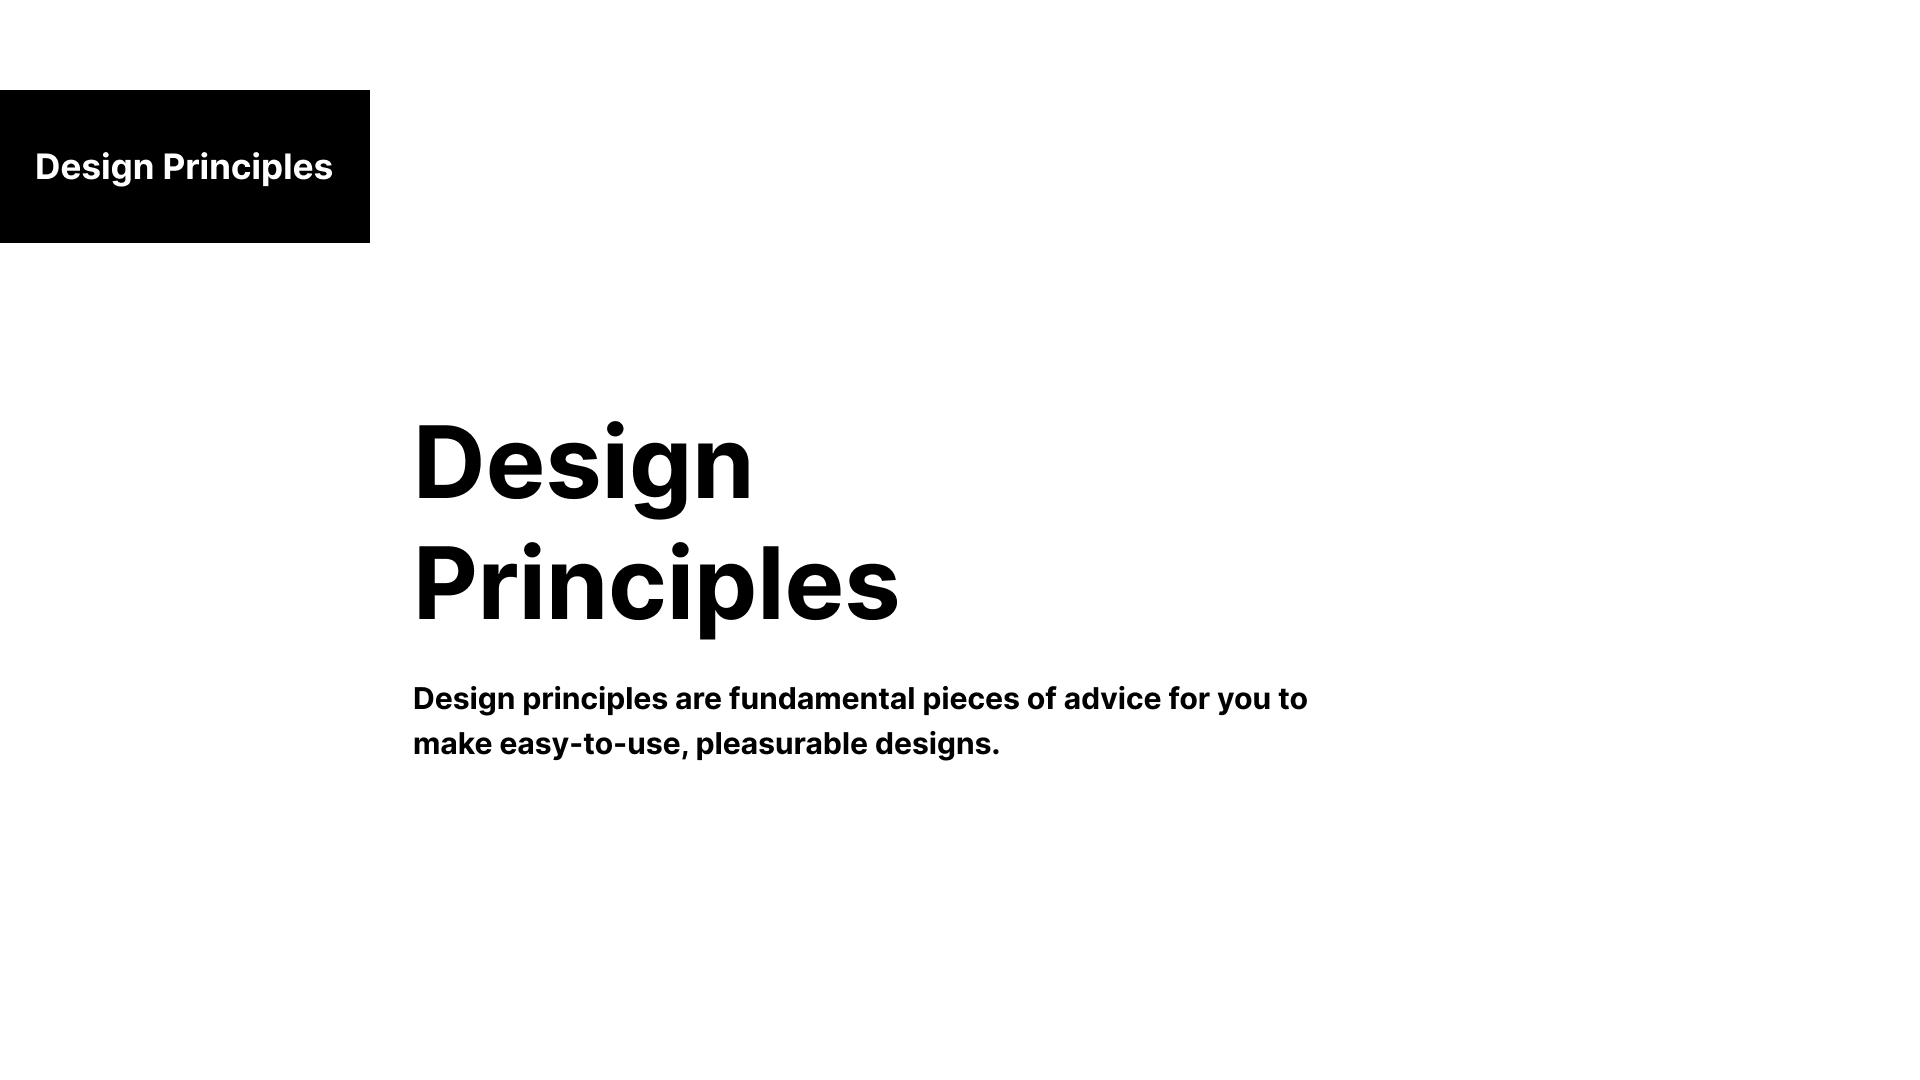 Design Principles
Design
Principles
Design principles are fundamental pieces of advice for you to
make easy-to-use, pleasurable designs.